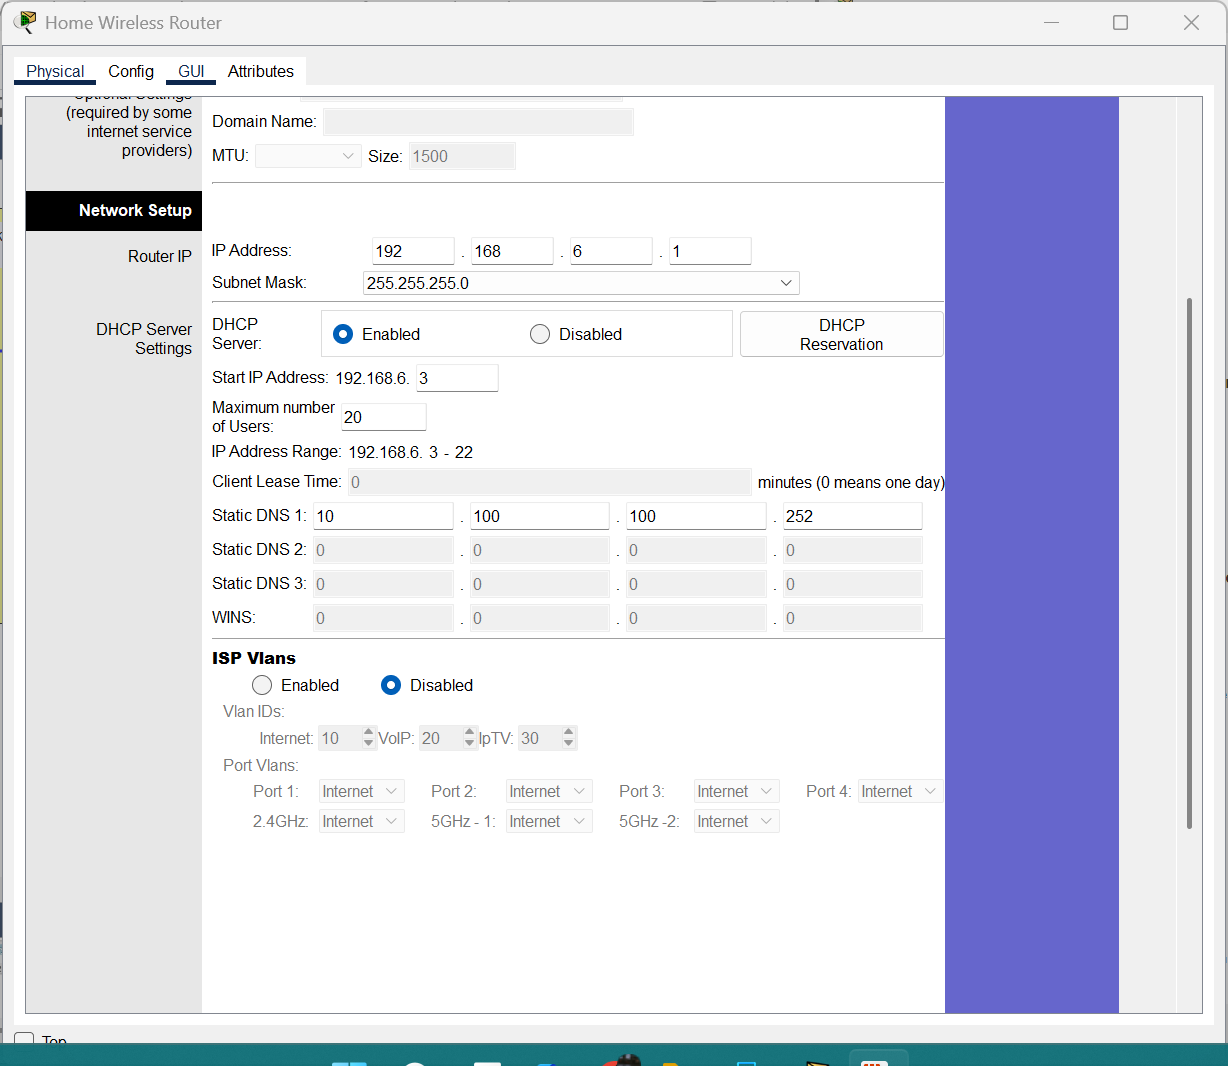 Home Wireless Router
Physical Config GUI Attributes
Optional Settings
(required by some
internet service
providers)
Domain Name:
MTU: Size: 1500
Network Setup
Router IP
IP Address: 192 . 168 . 6 . 1
Subnet Mask: 255.255.255.0
DHCP Server
Settings
DHCP
Server: Enabled Disabled DHCP
Reservation
Start IP Address: 192.168.6. 3
Maximum number
of Users: 20
IP Address Range: 192.168.6. 3 - 22
Client Lease Time: 0 minutes (0 means one day)
Static DNS 1: 10 . 100 . 100 . 252
Static DNS 2: 0 . 0 . 0 . 0
Static DNS 3: 0 . 0 . 0 . 0
WINS: 0 . 0 . 0 . 0
ISP Vlans
Enabled Disabled
Vlan IDs:
Internet: 10 VoIP: 20 IpTV: 30
Port Vlans:
Port 1: Internet Port 2: Internet Port 3: Internet Port 4: Internet
2.4GHz: Internet 5GHz - 1: Internet 5GHz -2: Internet
Top